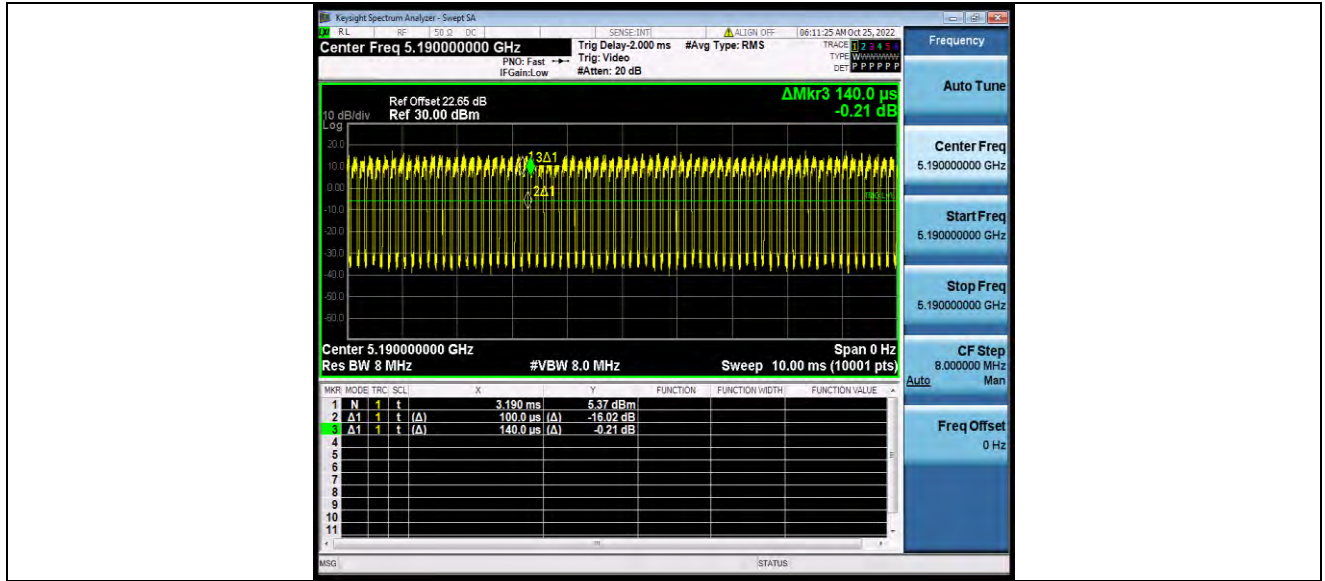 Keysight Spectrum Analyzer - Swept SA
RL RF 50 Ω DC SENSE:INT ALIGN OFF 06:11:25 AM Oct 25, 2022
Center Freq 5.190000000 GHz
PNO: Fast
IFGain:Low
Trig Delay-2.000 ms
Trig: Video
#Atten: 20 dB
#Avg Type: RMS
TRACE 1 2 3 4 5 6
TYPE
DET P P P P P P
ΔMkr3 140.0 µs
-0.21 dB
Ref Offset 22.65 dB
10 dB/div Ref 30.00 dBm
Log
20.0
10.0
0.00
-10.0
-20.0
-30.0
-40.0
-50.0
-60.0
3Δ1
2Δ1
Center 5.190000000 GHz Span 0 Hz
Res BW 8 MHz #VBW 8.0 MHz Sweep 10.00 ms (10001 pts)
MKR MODE TRC SCL X Y FUNCTION FUNCTION WIDTH FUNCTION VALUE
1 N 1 t 3.190 ms 5.37 dBm
2 Δ1 1 t (Δ) 100.0 µs (Δ) -16.02 dB
3 Δ1 1 t (Δ) 140.0 µs (Δ) -0.21 dB
4
5
6
7
8
9
10
11
MSG STATUS
Frequency
Auto Tune
Center Freq
5.190000000 GHz
Start Freq
5.190000000 GHz
Stop Freq
5.190000000 GHz
CF Step
8.000000 MHz
Auto Man
Freq Offset
0 Hz